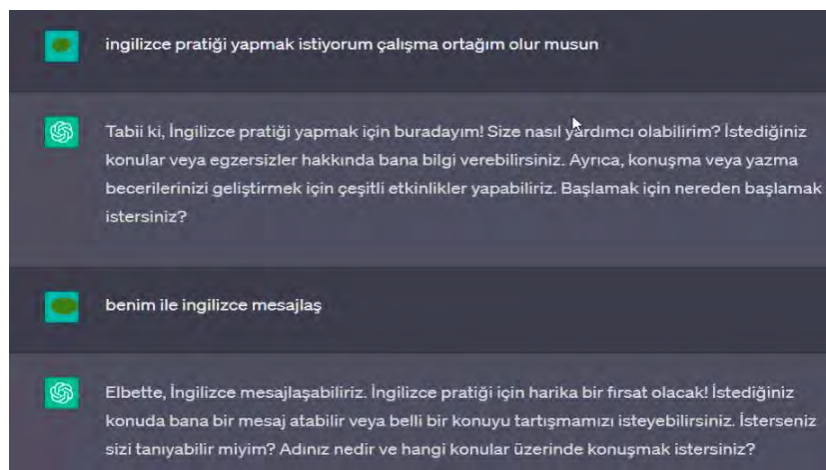 ingilizce pratiği yapmak istiyorum çalışma ortağım olur musun
Tabii ki, İngilizce pratiği yapmak için buradayım! Size nasıl yardımcı olabilirim? İstediğiniz
konular veya egzersizler hakkında bana bilgi verebilirsiniz. Ayrıca, konuşma veya yazma
becerilerinizi geliştirmek için çeşitli etkinlikler yapabiliriz. Başlamak için nereden başlamak
istersiniz?
benim ile ingilizce mesajlaş
Elbette, İngilizce mesajlaşabiliriz. İngilizce pratiği için harika bir fırsat olacak! İstediğiniz
konuda bana bir mesaj atabilir veya belli bir konuyu tartışmamızı isteyebilirsiniz. İsterseniz
sizi tanıyabilir miyim? Adınız nedir ve hangi konular üzerinde konuşmak istersiniz?